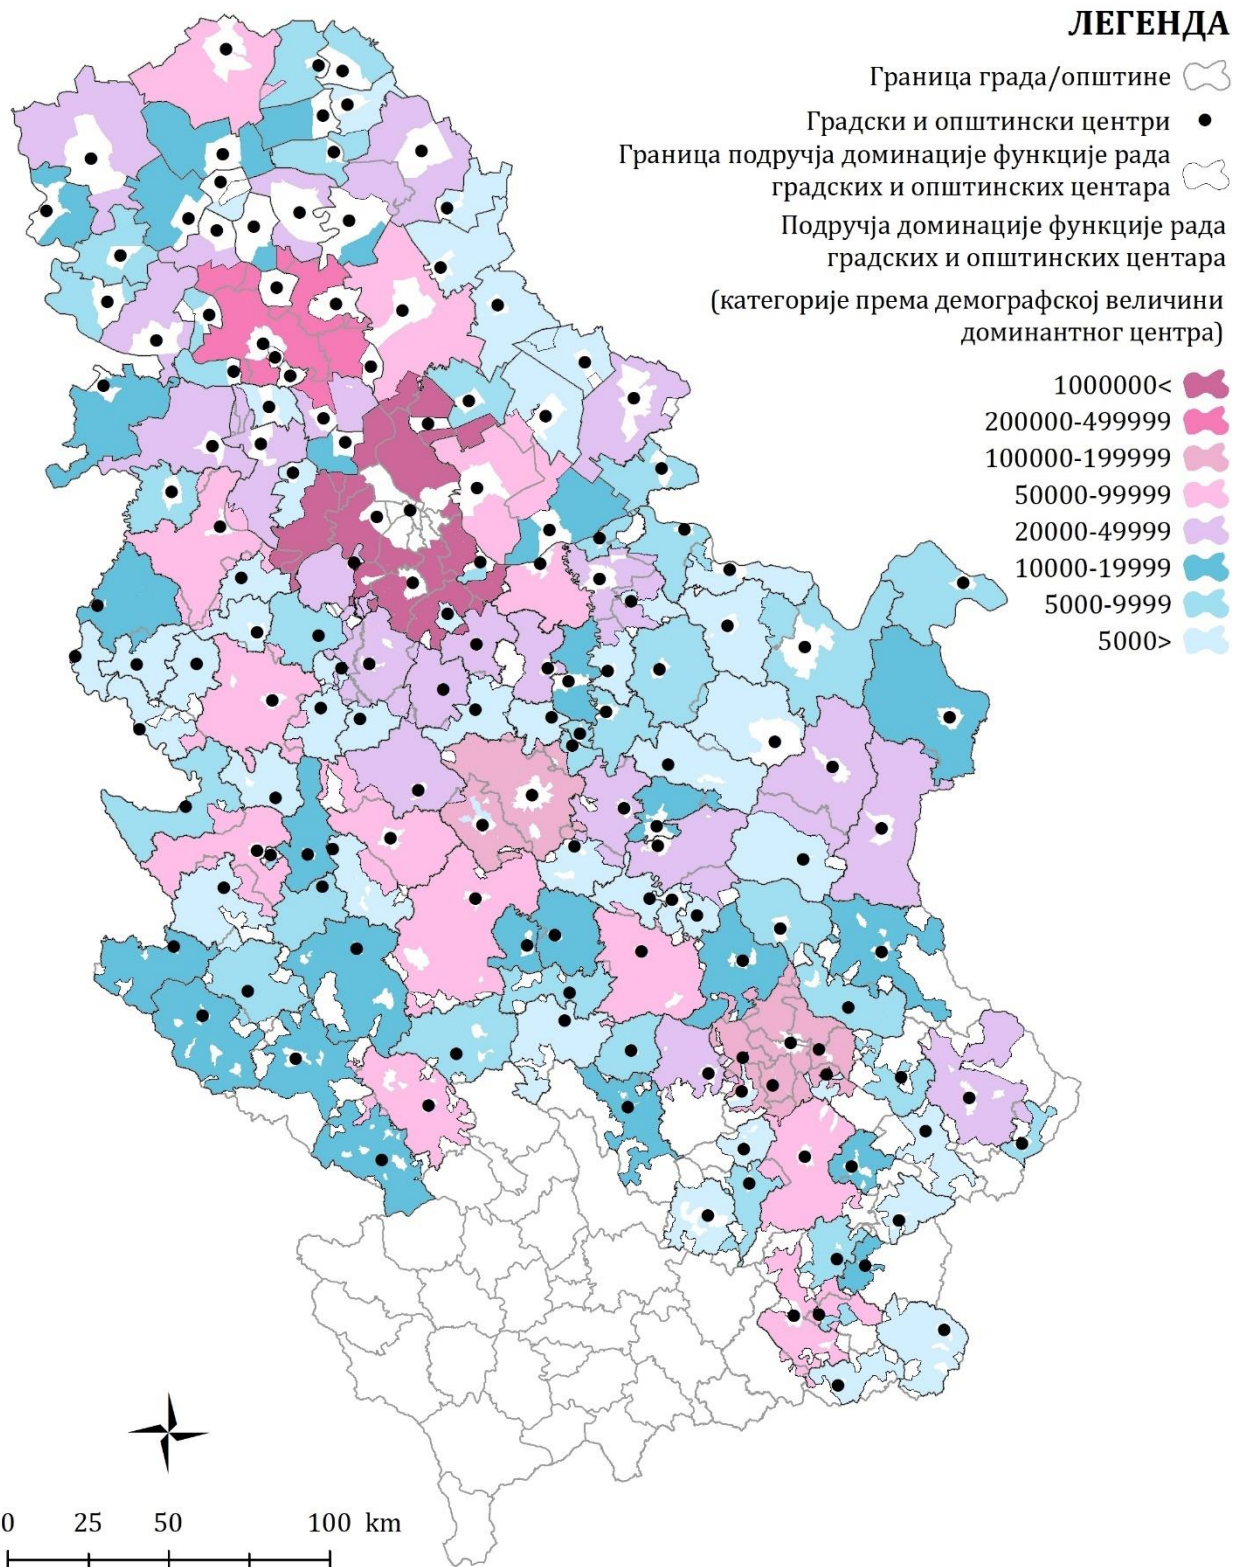 ЛЕГЕНДА
Граница града/општине
Градски и општински центри
Граница подручја доминације функције рада
градских и општинских центара
Подручја доминације функције рада
градских и општинских центара
(категорије према демографској величини
доминантног центра)
1000000<
200000-499999
100000-199999
50000-99999
20000-49999
10000-19999
5000-9999
5000>
0 25 50 100 km